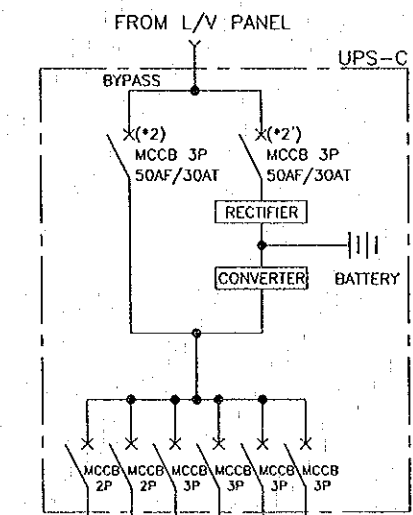 FROM L/V PANEL
UPS-C
BYPASS
(*2) (*2')
MCCB 3P MCCB 3P
50AF/30AT 50AF/30AT
RECTIFIER
CONVERTER BATTERY
MCCB MCCB MCCB MCCB MCCB MCCB
2P 2P 3P 3P 3P 3P